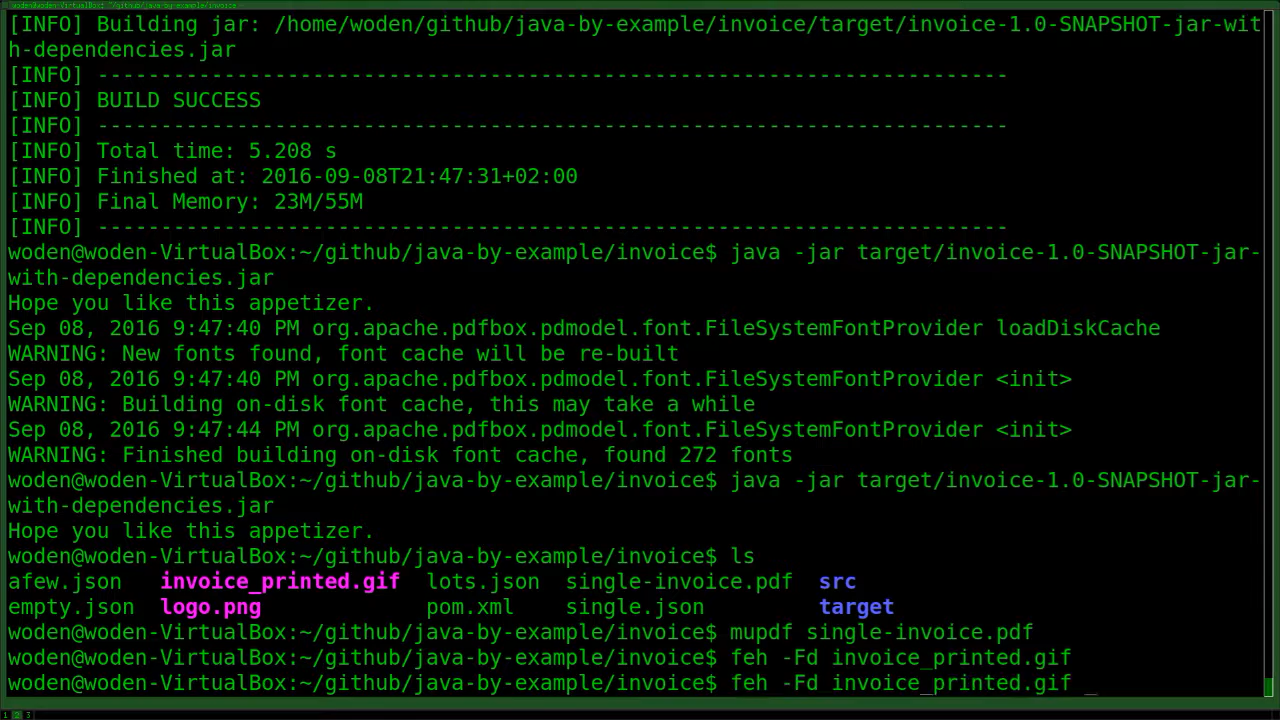 woden@woden-VirtualBox: ~/github/java-by-example/invoice
[INFO] Building jar: /home/woden/github/java-by-example/invoice/target/invoice-1.0-SNAPSHOT-jar-wit
h-dependencies.jar
[INFO] ------------------------------------------------------------------------
[INFO] BUILD SUCCESS
[INFO] ------------------------------------------------------------------------
[INFO] Total time: 5.208 s
[INFO] Finished at: 2016-09-08T21:47:31+02:00
[INFO] Final Memory: 23M/55M
[INFO] ------------------------------------------------------------------------
woden@woden-VirtualBox:~/github/java-by-example/invoice$ java -jar target/invoice-1.0-SNAPSHOT-jar-
with-dependencies.jar
Hope you like this appetizer.
Sep 08, 2016 9:47:40 PM org.apache.pdfbox.pdmodel.font.FileSystemFontProvider loadDiskCache
WARNING: New fonts found, font cache will be re-built
Sep 08, 2016 9:47:40 PM org.apache.pdfbox.pdmodel.font.FileSystemFontProvider <init>
WARNING: Building on-disk font cache, this may take a while
Sep 08, 2016 9:47:44 PM org.apache.pdfbox.pdmodel.font.FileSystemFontProvider <init>
WARNING: Finished building on-disk font cache, found 272 fonts
woden@woden-VirtualBox:~/github/java-by-example/invoice$ java -jar target/invoice-1.0-SNAPSHOT-jar-
with-dependencies.jar
Hope you like this appetizer.
woden@woden-VirtualBox:~/github/java-by-example/invoice$ ls
afew.json   invoice_printed.gif  lots.json  single-invoice.pdf  src
empty.json  logo.png             pom.xml    single.json         target
woden@woden-VirtualBox:~/github/java-by-example/invoice$ mupdf single-invoice.pdf
woden@woden-VirtualBox:~/github/java-by-example/invoice$ feh -Fd invoice_printed.gif
woden@woden-VirtualBox:~/github/java-by-example/invoice$ feh -Fd invoice_printed.gif _
1 2 3